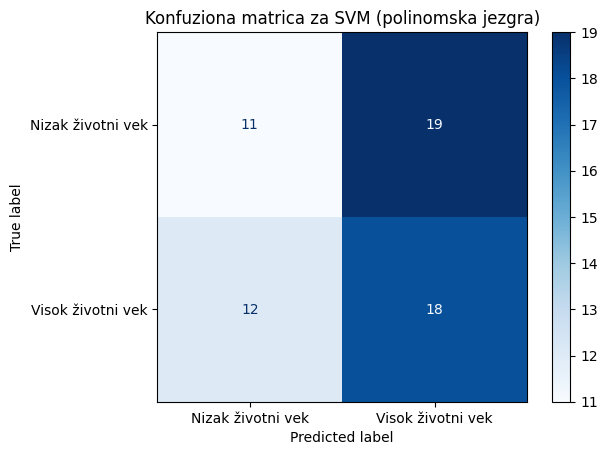 Konfuziona matrica za SVM (polinomska jezgra)
True label
Nizak životni vek
11
19
Visok životni vek
12
18
Nizak životni vek
Visok životni vek
Predicted label
19
18
17
16
15
14
13
12
11